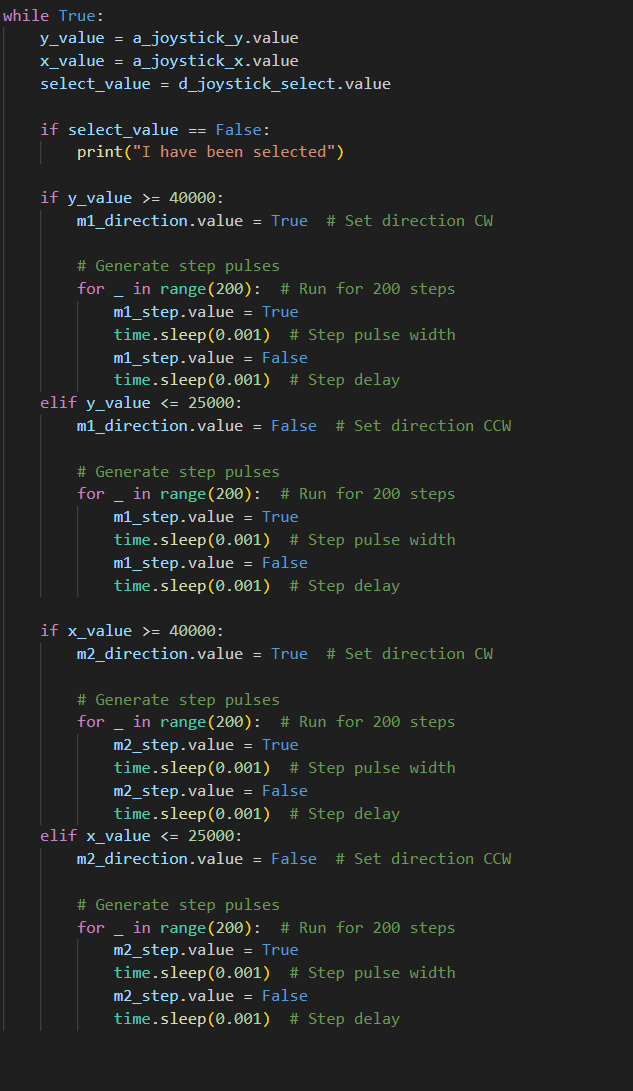 while True:
    y_value = a_joystick_y.value
    x_value = a_joystick_x.value
    select_value = d_joystick_select.value

    if select_value == False:
        print("I have been selected")

    if y_value >= 40000:
        m1_direction.value = True  # Set direction CW

        # Generate step pulses
        for _ in range(200):  # Run for 200 steps
            m1_step.value = True
            time.sleep(0.001)  # Step pulse width
            m1_step.value = False
            time.sleep(0.001)  # Step delay
    elif y_value <= 25000:
        m1_direction.value = False  # Set direction CCW

        # Generate step pulses
        for _ in range(200):  # Run for 200 steps
            m1_step.value = True
            time.sleep(0.001)  # Step pulse width
            m1_step.value = False
            time.sleep(0.001)  # Step delay

    if x_value >= 40000:
        m2_direction.value = True  # Set direction CW

        # Generate step pulses
        for _ in range(200):  # Run for 200 steps
            m2_step.value = True
            time.sleep(0.001)  # Step pulse width
            m2_step.value = False
            time.sleep(0.001)  # Step delay
    elif x_value <= 25000:
        m2_direction.value = False  # Set direction CCW

        # Generate step pulses
        for _ in range(200):  # Run for 200 steps
            m2_step.value = True
            time.sleep(0.001)  # Step pulse width
            m2_step.value = False
            time.sleep(0.001)  # Step delay